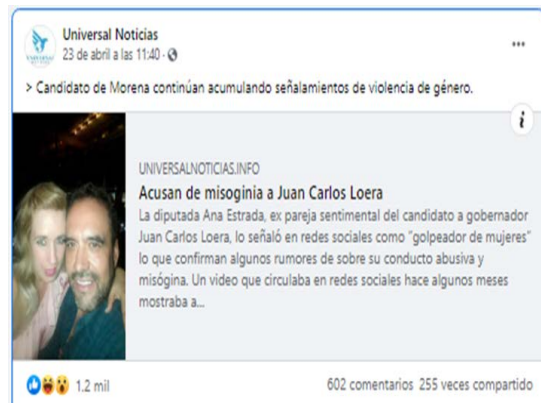 Universal Noticias
23 de abril a las 11:40 ·
...
> Candidato de Morena continúan acumulando señalamientos de violencia de género.
i
UNIVERSALNOTICIAS.INFO
Acusan de misoginia a Juan Carlos Loera
La diputada Ana Estrada, ex pareja sentimental del candidato a gobernador
Juan Carlos Loera, lo señaló en redes sociales como "golpeador de mujeres"
lo que confirman algunos rumores de sobre su conducto abusiva y
misógina. Un video que circulaba en redes sociales hace algunos meses
mostraba a...
1.2 mil
602 comentarios 255 veces compartido